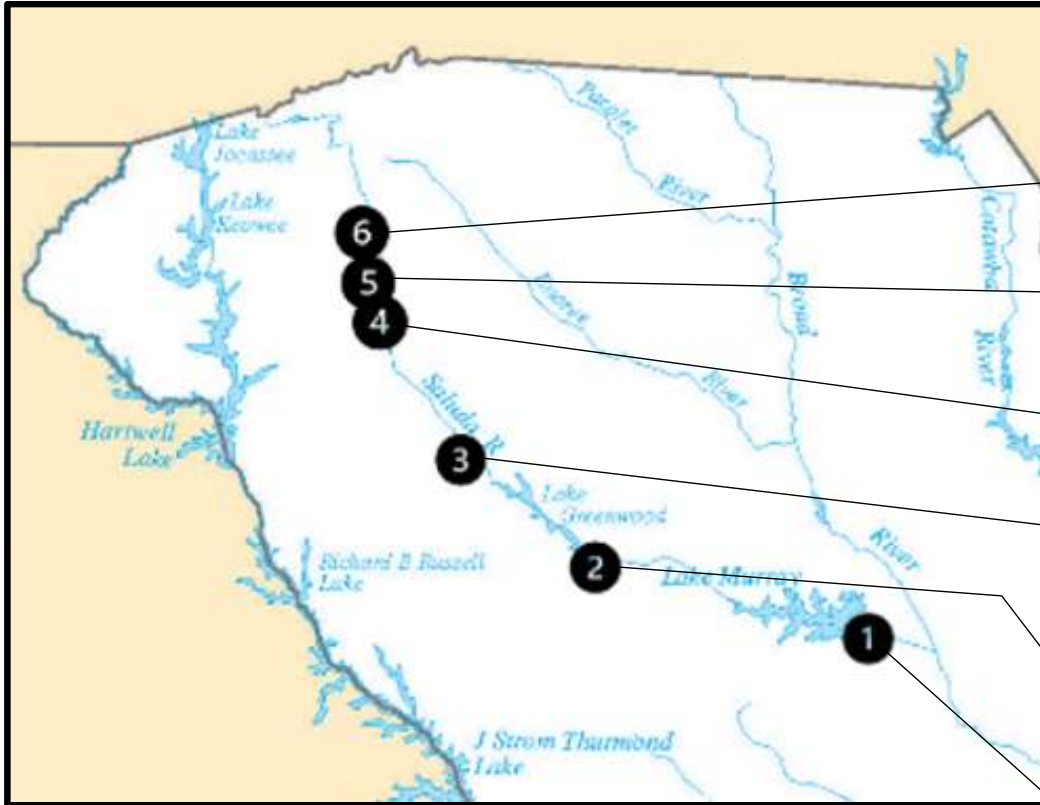 Lake
Jocassee
Lake
Keowee
Pacolet
River
Enoree
River
Broad
River
Catawba
River
Hartwell
Lake
Saluda R
Lake
Greenwood
Richard B Russell
Lake
Lake Murray
J Strom Thurmond
Lake
6
5
4
3
2
1